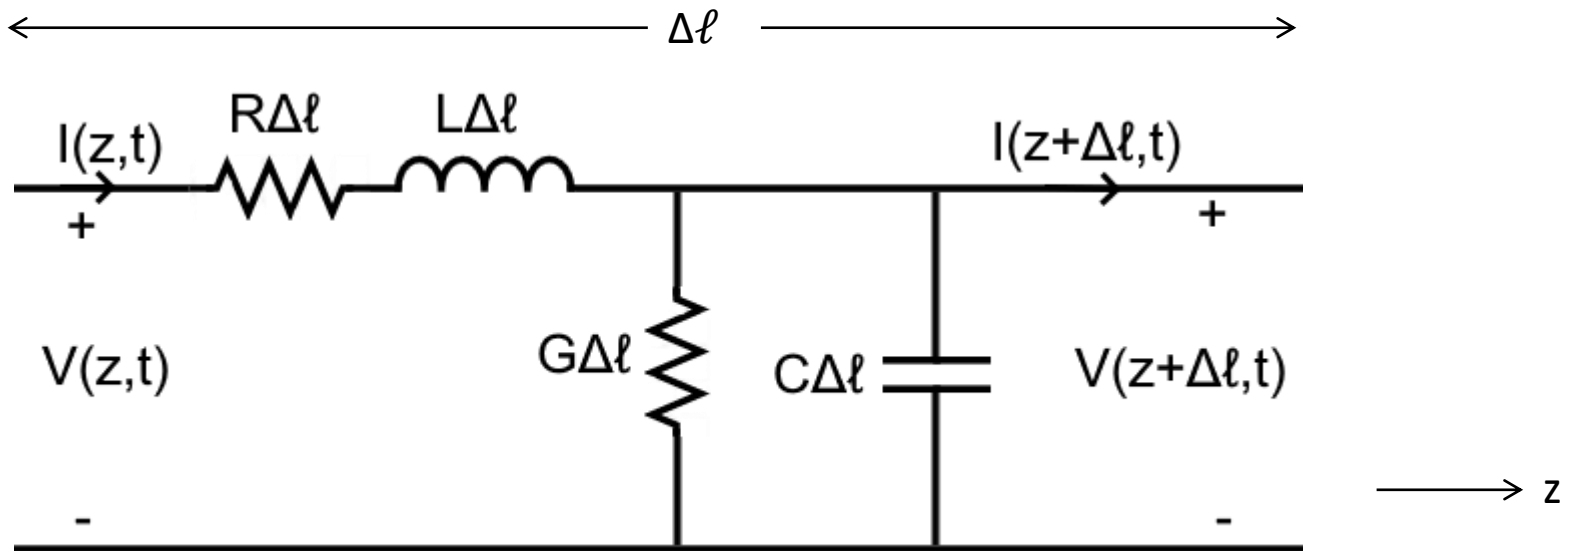 Δℓ
RΔℓ
LΔℓ
I(z,t)
I(z+Δℓ,t)
+
+
GΔℓ
CΔℓ
V(z,t)
V(z+Δℓ,t)
z
-
-